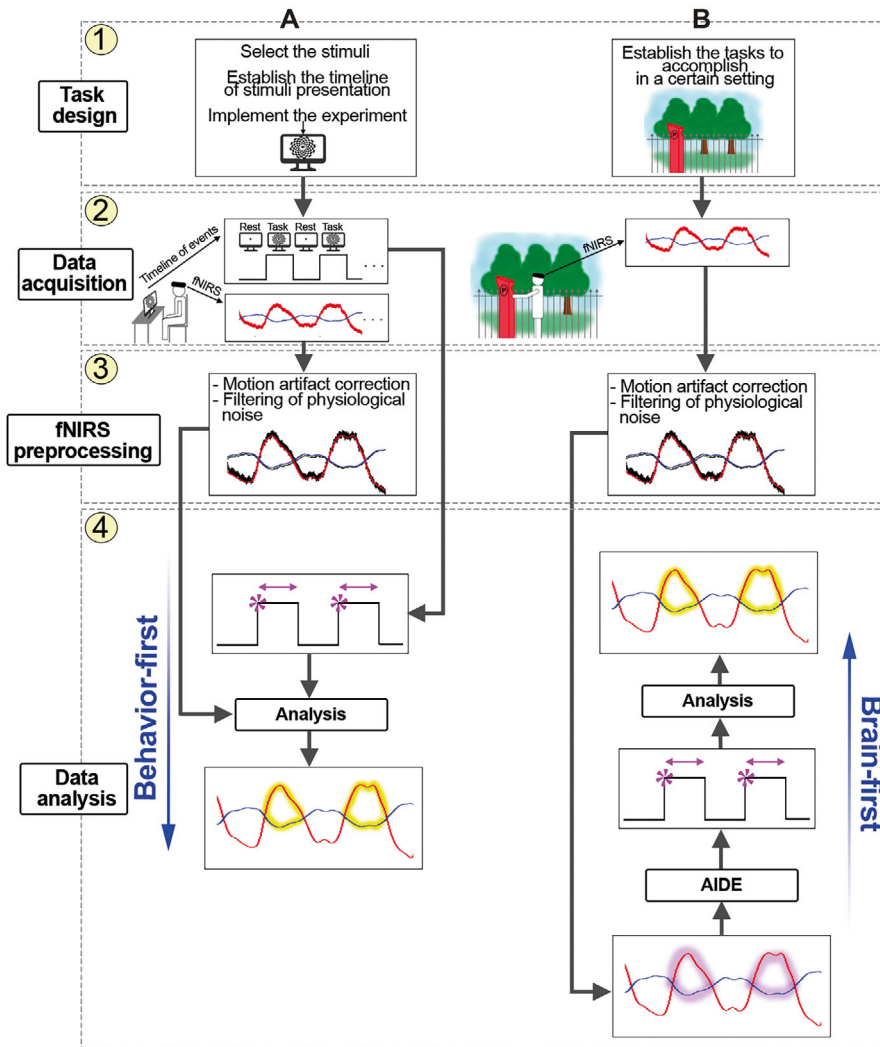 A
B
1
Task
design
Select the stimuli
Establish the timeline
of stimuli presentation
Implement the experiment
Establish the tasks to
accomplish
in a certain setting
P
2
Data
acquisition
Timeline of events
fNIRS
Rest Task Rest Task
. . .
. . .
fNIRS
P
3
fNIRS
preprocessing
- Motion artifact correction
- Filtering of physiological
noise
- Motion artifact correction
- Filtering of physiological
noise
4
Data
analysis
Behavior-first
Analysis
Analysis
AIDE
Brain-first